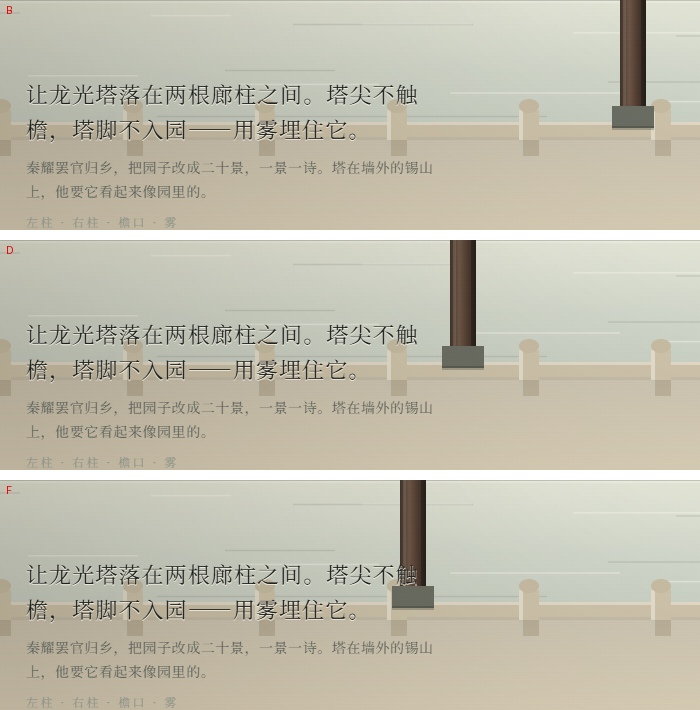 B
让龙光塔落在两根廊柱之间。塔尖不触
檐，塔脚不入园——用雾埋住它。
秦耀罢官归乡，把园子改成二十景，一景一诗。塔在墙外的锡山
上，他要它看起来像园里的。
左柱 · 右柱 · 檐口 · 雾
D
让龙光塔落在两根廊柱之间。塔尖不触
檐，塔脚不入园——用雾埋住它。
秦耀罢官归乡，把园子改成二十景，一景一诗。塔在墙外的锡山
上，他要它看起来像园里的。
左柱 · 右柱 · 檐口 · 雾
F
让龙光塔落在两根廊柱之间。塔尖不触
檐，塔脚不入园——用雾埋住它。
秦耀罢官归乡，把园子改成二十景，一景一诗。塔在墙外的锡山
上，他要它看起来像园里的。
左柱 · 右柱 · 檐口 · 雾